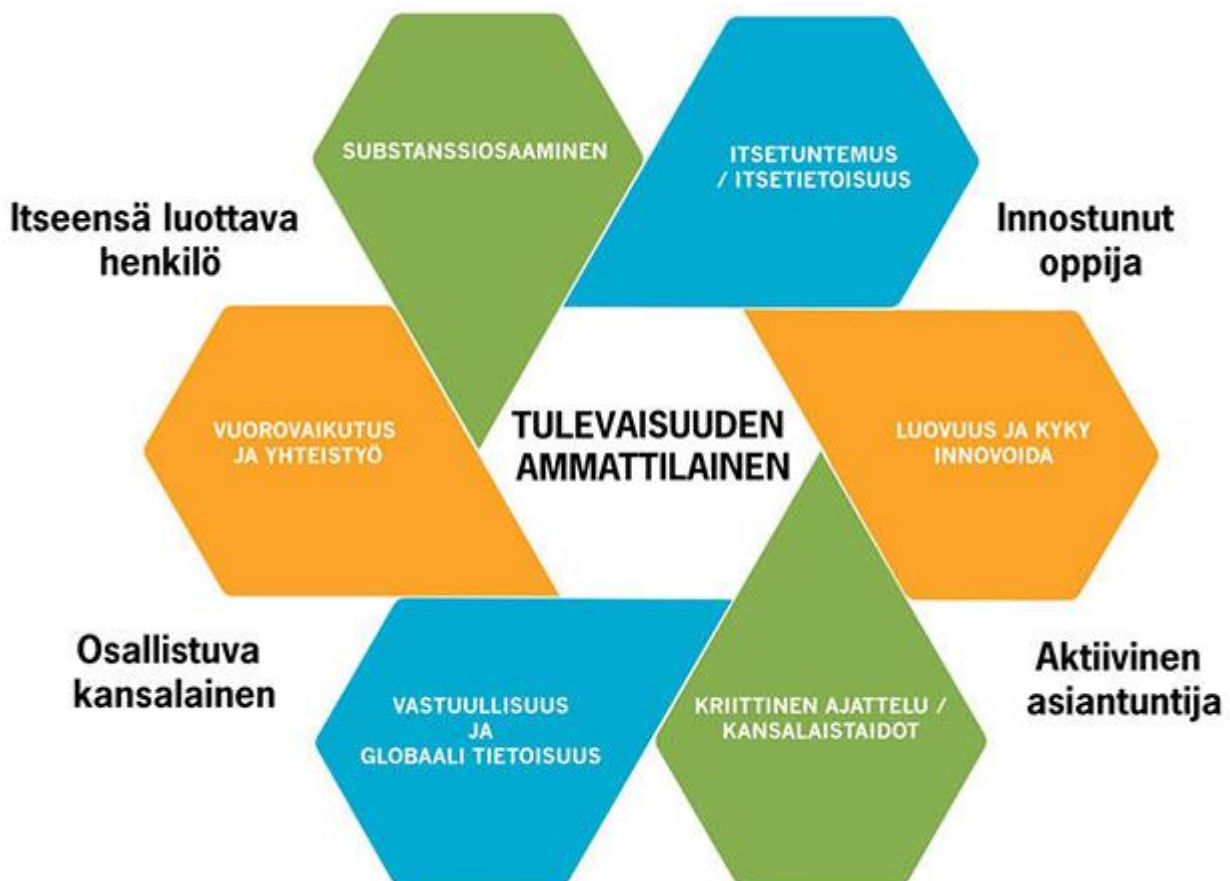 SUBSTANSSIOSAAMINEN
ITSETUNTEMUS
/ ITSETIETOISUUS
Itseensä luottava
henkilö
Innostunut
oppija
VUOROVAIKUTUS
JA YHTEISTYÖ
TULEVAISUUDEN
AMMATTILAINEN
LUOVUUS JA KYKY
INNOVOIDA
Osallistuva
kansalainen
Aktiivinen
asiantuntija
VASTUULLISUUS
JA
GLOBAALI TIETOISUUS
KRIITTINEN AJATTELU /
KANSALAISTAIDOT